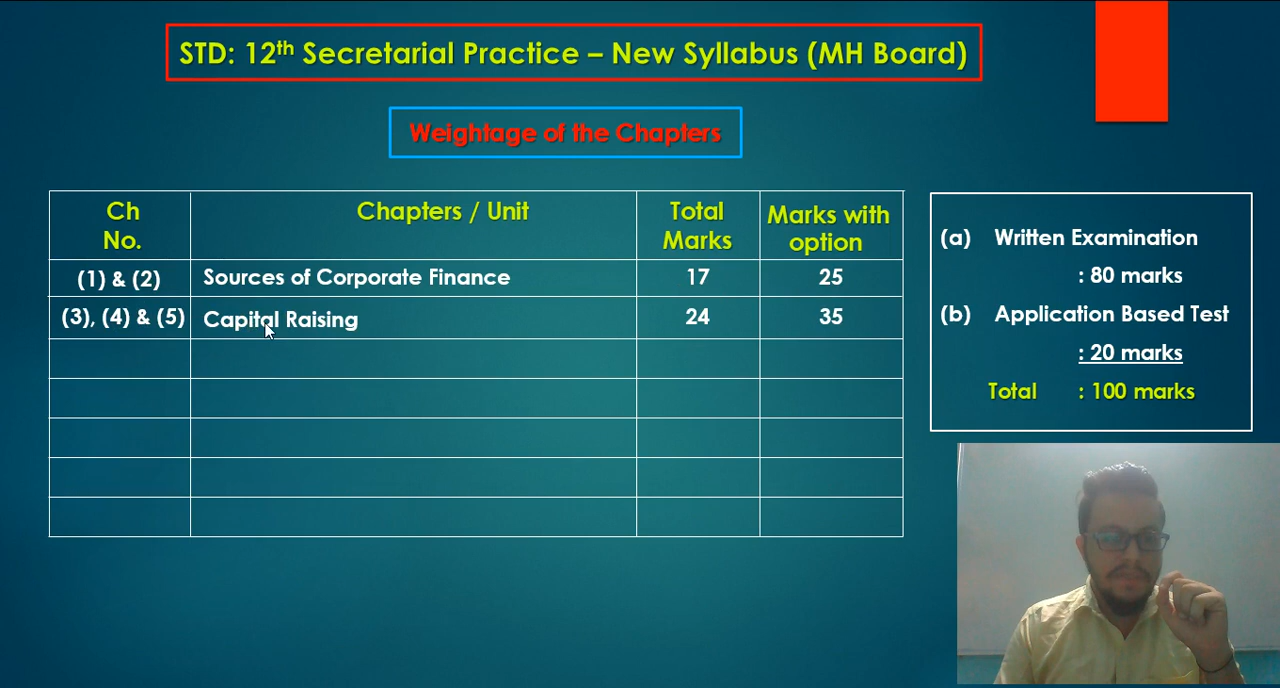 STD: 12th Secretarial Practice – New Syllabus (MH Board)
Weightage of the Chapters
Ch No. Chapters / Unit Total Marks Marks with option
(1) & (2) Sources of Corporate Finance 17 25
(3), (4) & (5) Capital Raising 24 35
(a) Written Examination
: 80 marks
(b) Application Based Test
: 20 marks
Total : 100 marks